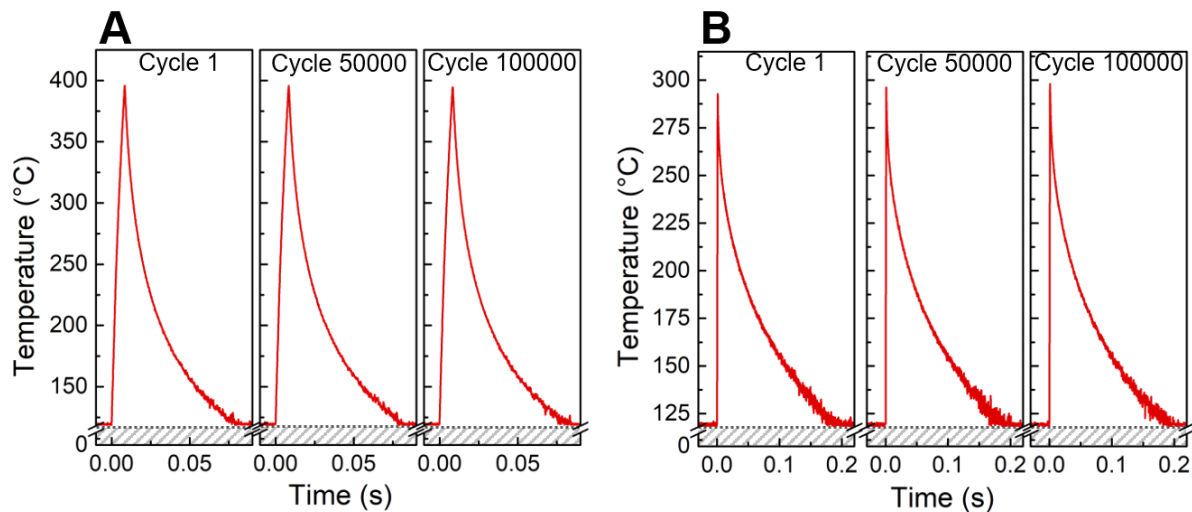 A
Cycle 1
Cycle 50000
Cycle 100000
400
350
300
250
200
150
0
Temperature (°C)
0.00 0.05
0.00 0.05
0.00 0.05
Time (s)
B
Cycle 1
Cycle 50000
Cycle 100000
300
275
250
225
200
175
150
125
0
Temperature (°C)
0.0 0.1 0.2
0.0 0.1 0.2
0.0 0.1 0.2
Time (s)